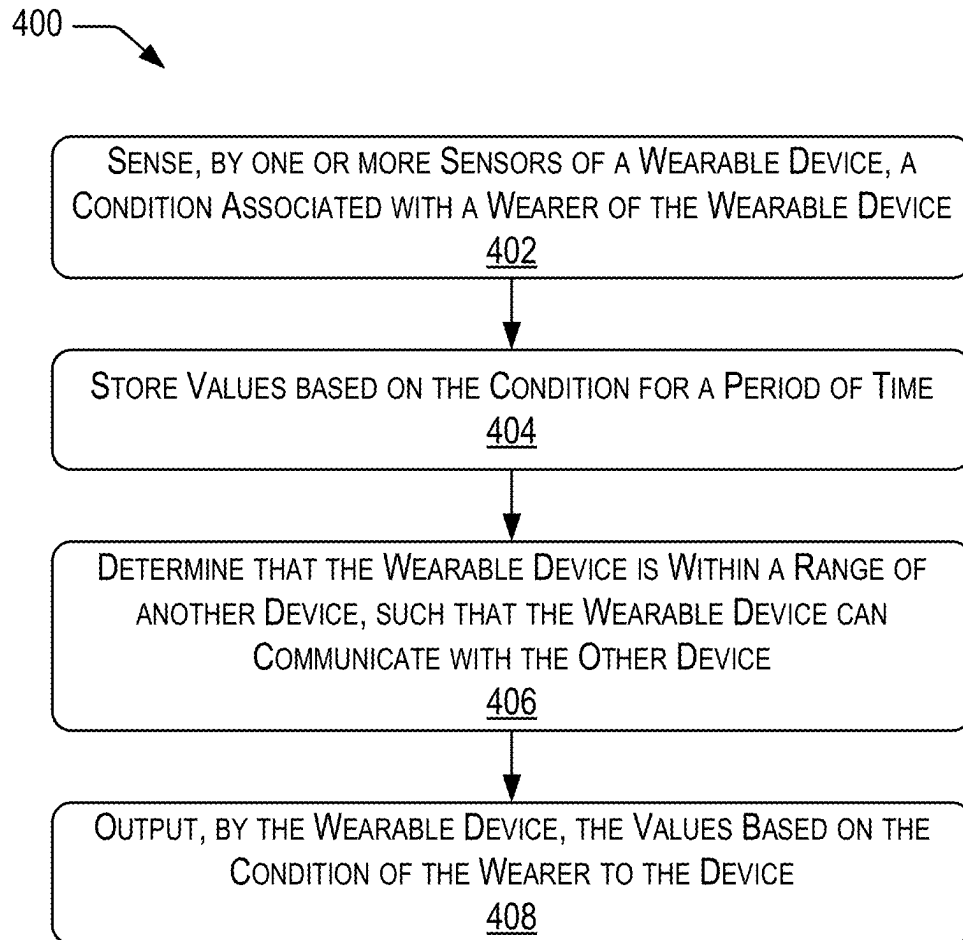 400
SENSE, BY ONE OR MORE SENSORS OF A WEARABLE DEVICE, A
CONDITION ASSOCIATED WITH A WEARER OF THE WEARABLE DEVICE
402
STORE VALUES BASED ON THE CONDITION FOR A PERIOD OF TIME
404
DETERMINE THAT THE WEARABLE DEVICE IS WITHIN A RANGE OF
ANOTHER DEVICE, SUCH THAT THE WEARABLE DEVICE CAN
COMMUNICATE WITH THE OTHER DEVICE
406
OUTPUT, BY THE WEARABLE DEVICE, THE VALUES BASED ON THE
CONDITION OF THE WEARER TO THE DEVICE
408